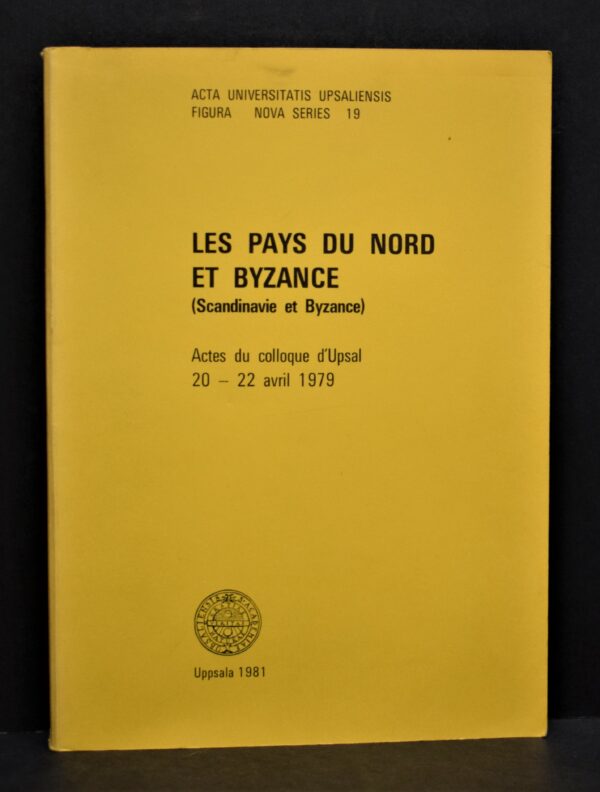 ACTA UNIVERSITATIS UPSALIENSIS
FIGURA NOVA SERIES 19
LES PAYS DU NORD
ET BYZANCE
(Scandinavie et Byzance)
Actes du colloque d'Upsal
20 – 22 avril 1979
Uppsala 1981